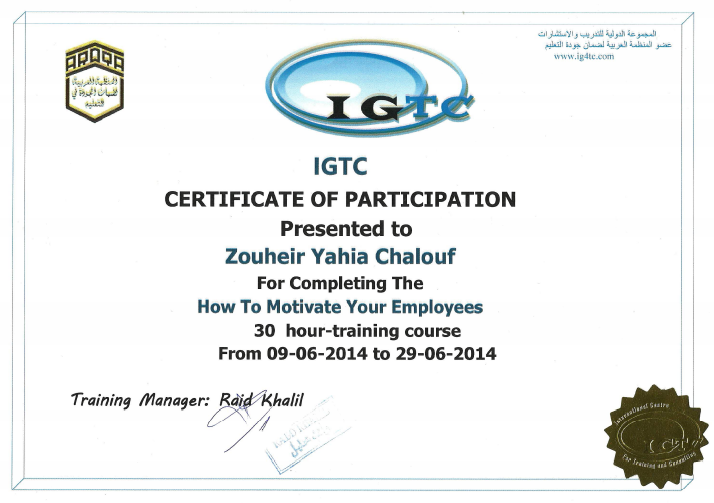 المجموعة الدولية للتدريب والاستشارات
عضو المنظمة العربية لضمان جودة التعليم
www.ig4tc.com
ARQAA
المنظمة العربية
لضمان الجودة في
التعليم
IGTC
IGTC
CERTIFICATE OF PARTICIPATION
Presented to
Zouheir Yahia Chalouf
For Completing The
How To Motivate Your Employees
30 hour-training course
From 09-06-2014 to 29-06-2014
Training Manager: Raid Khalil
International Centre
IGTC
For Training and Consulting